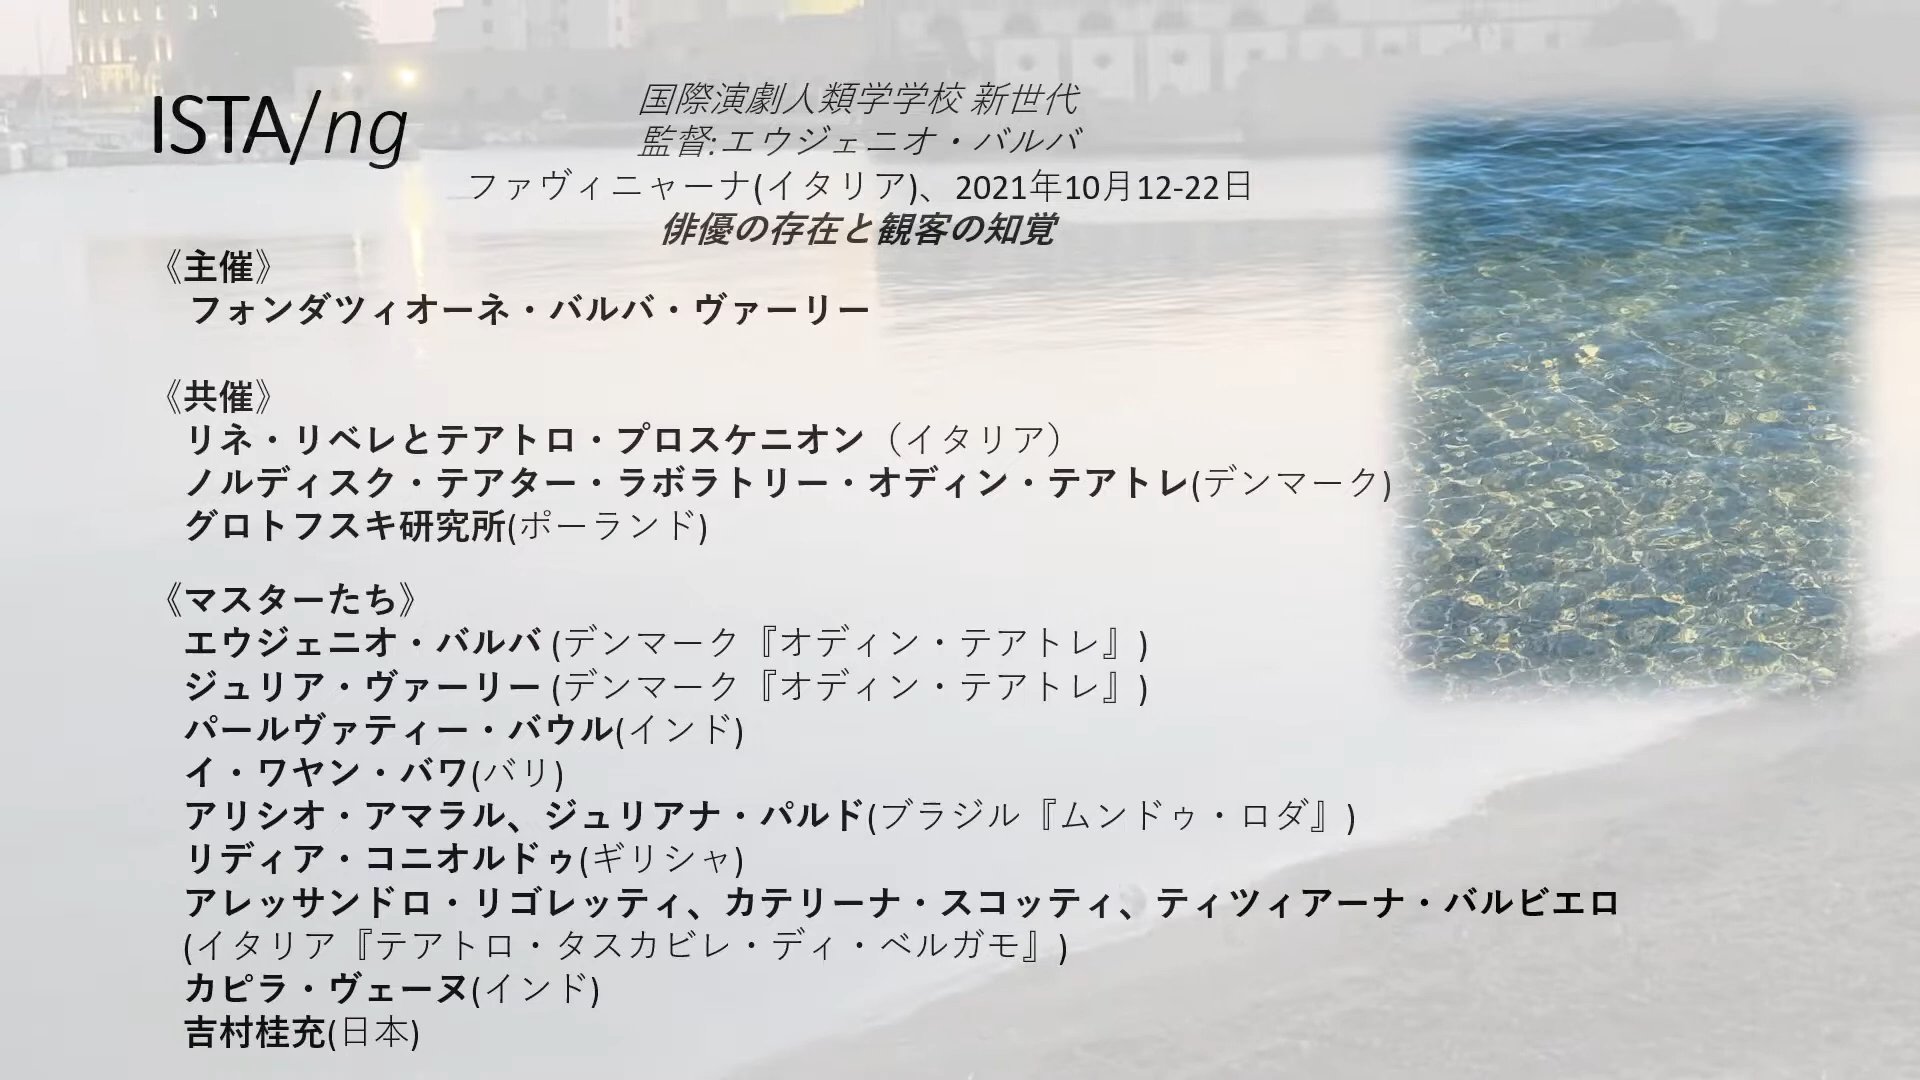 ISTA/ng
国際演劇人類学学校 新世代
監督:エウジェニオ・バルバ
ファヴィニャーナ(イタリア)、2021年10月12-22日
俳優の存在と観客の知覚
《主催》
フォンダツィオーネ・バルバ・ヴァーリー
《共催》
リネ・リベレとテアトロ・プロスケニオン（イタリア）
ノルディスク・テアター・ラボラトリー・オディン・テアトレ(デンマーク)
グロトフスキ研究所(ポーランド)
《マスターたち》
エウジェニオ・バルバ (デンマーク『オディン・テアトレ』)
ジュリア・ヴァーリー (デンマーク『オディン・テアトレ』)
パールヴァティー・バウル(インド)
イ・ワヤン・バワ(バリ)
アリシオ・アマラル、ジュリアナ・パルド(ブラジル『ムンドゥ・ロダ』)
リディア・コニオルドゥ(ギリシャ)
アレッサンドロ・リゴレッティ、カテリーナ・スコッティ、ティツィアーナ・バルビエロ
(イタリア『テアトロ・タスカビレ・ディ・ベルガモ』)
カピラ・ヴェーヌ(インド)
吉村桂充(日本)